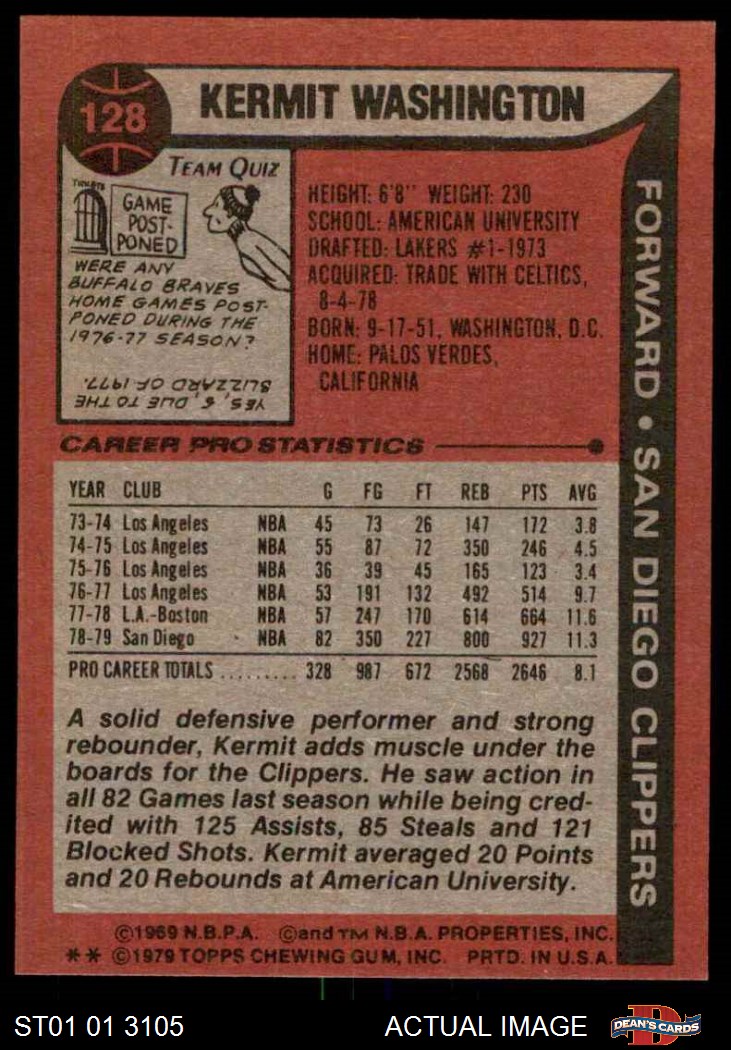 128
KERMIT WASHINGTON
TEAM QUIZ
TICKETS
GAME
POST-
PONED
WERE ANY
BUFFALO BRAVES
HOME GAMES POST-
PONED DURING THE
1976-77 SEASON?
YES, 6, DUE TO THE
BLIZZARD OF 1977.
HEIGHT: 6'8" WEIGHT: 230
SCHOOL: AMERICAN UNIVERSITY
DRAFTED: LAKERS #1-1973
ACQUIRED: TRADE WITH CELTICS,
8-4-78
BORN: 9-17-51, WASHINGTON, D.C.
HOME: PALOS VERDES,
CALIFORNIA
FORWARD • SAN DIEGO CLIPPERS
CAREER PRO STATISTICS
YEAR CLUB G FG FT REB PTS AVG
73-74 Los Angeles NBA 45 73 26 147 172 3.8
74-75 Los Angeles NBA 55 87 72 350 246 4.5
75-76 Los Angeles NBA 36 39 45 165 123 3.4
76-77 Los Angeles NBA 53 191 132 492 514 9.7
77-78 L.A.-Boston NBA 57 247 170 614 664 11.6
78-79 San Diego NBA 82 350 227 800 927 11.3
PRO CAREER TOTALS ......... 328 987 672 2568 2646 8.1
A solid defensive performer and strong
rebounder, Kermit adds muscle under the
boards for the Clippers. He saw action in
all 82 Games last season while being cred-
ited with 125 Assists, 85 Steals and 121
Blocked Shots. Kermit averaged 20 Points
and 20 Rebounds at American University.
©1969 N.B.P.A. ©and TM N.B.A. PROPERTIES, INC.
** ©1979 TOPPS CHEWING GUM, INC. PRTD. IN U.S.A.
ST01 01 3105 ACTUAL IMAGE
D
DEAN'S CARDS